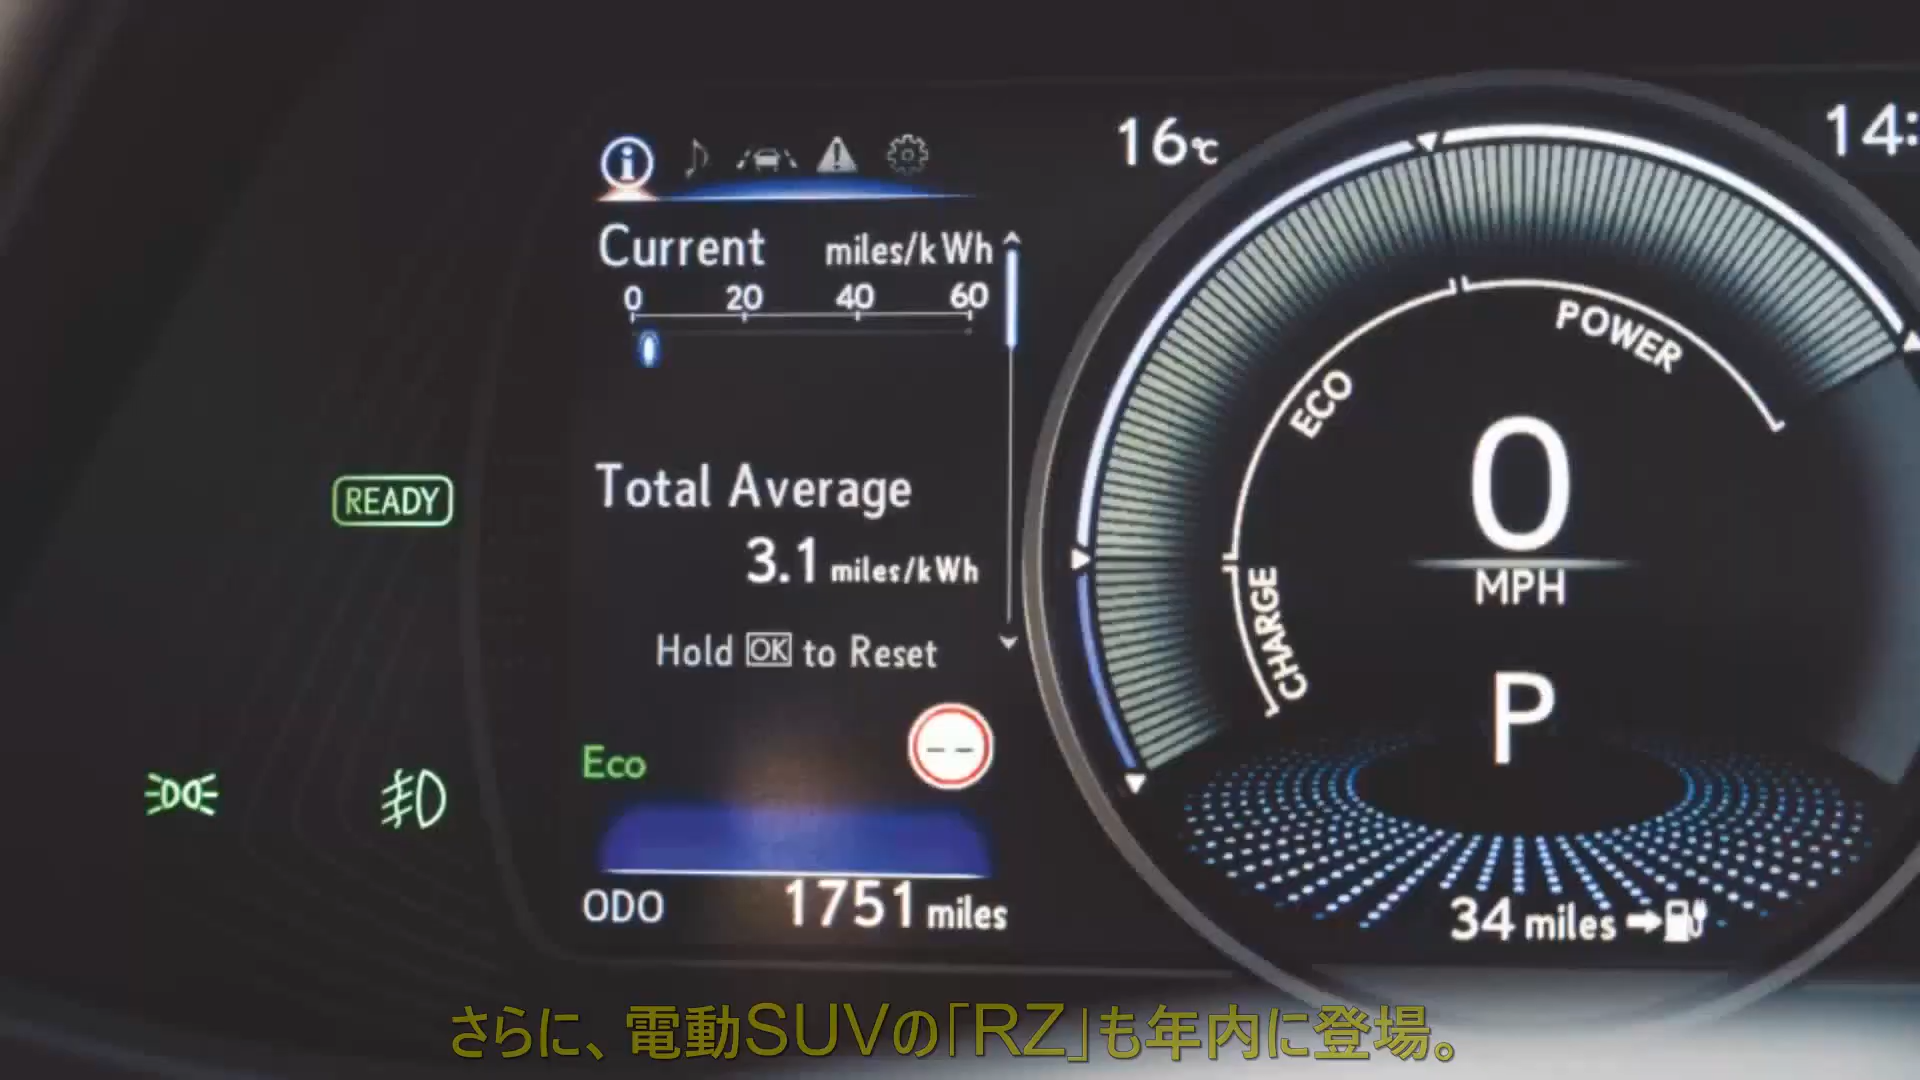 16℃
14:
Current miles/kWh
0 20 40 60
POWER
ECO
READY
Total Average
0
3.1 miles/kWh
MPH
CHARGE
Hold OK to Reset
P
-- 
Eco
ODO 1751 miles
34 miles
さらに、電動SUVの「RZ」も年内に登場。